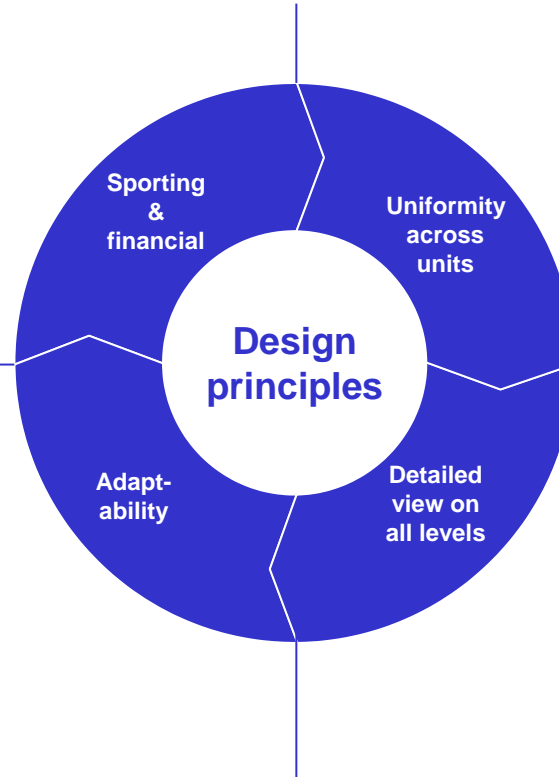 Sporting
&
financial
Uniformity
across
units
Design
principles
Adapt-
ability
Detailed
view on
all levels